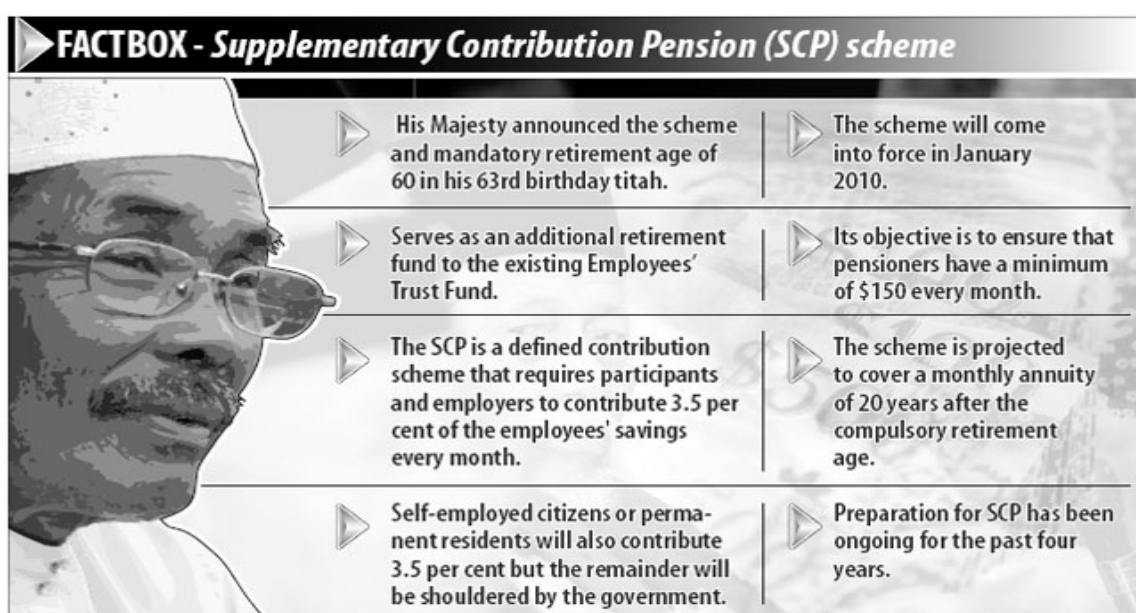 FACTBOX - Supplementary Contribution Pension (SCP) scheme
His Majesty announced the scheme
and mandatory retirement age of
60 in his 63rd birthday titah.
The scheme will come
into force in January
2010.
Serves as an additional retirement
fund to the existing Employees’
Trust Fund.
Its objective is to ensure that
pensioners have a minimum
of $150 every month.
The SCP is a defined contribution
scheme that requires participants
and employers to contribute 3.5 per
cent of the employees' savings
every month.
The scheme is projected
to cover a monthly annuity
of 20 years after the
compulsory retirement
age.
Self-employed citizens or perma-
nent residents will also contribute
3.5 per cent but the remainder will
be shouldered by the government.
Preparation for SCP has been
ongoing for the past four
years.